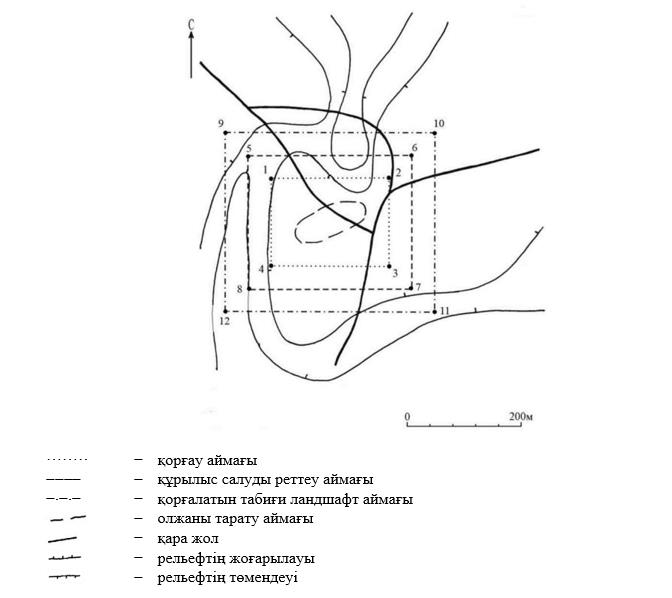 С
9 10
5 6
1 2
4 3
8 7
12 11
0 200м
– қорғау аймағы
– құрылыс салуды реттеу аймағы
– қорғалатын табиғи ландшафт аймағы
– олжаны тарату аймағы
– қара жол
– рельефтің жоғарылауы
– рельефтің төмендеуі